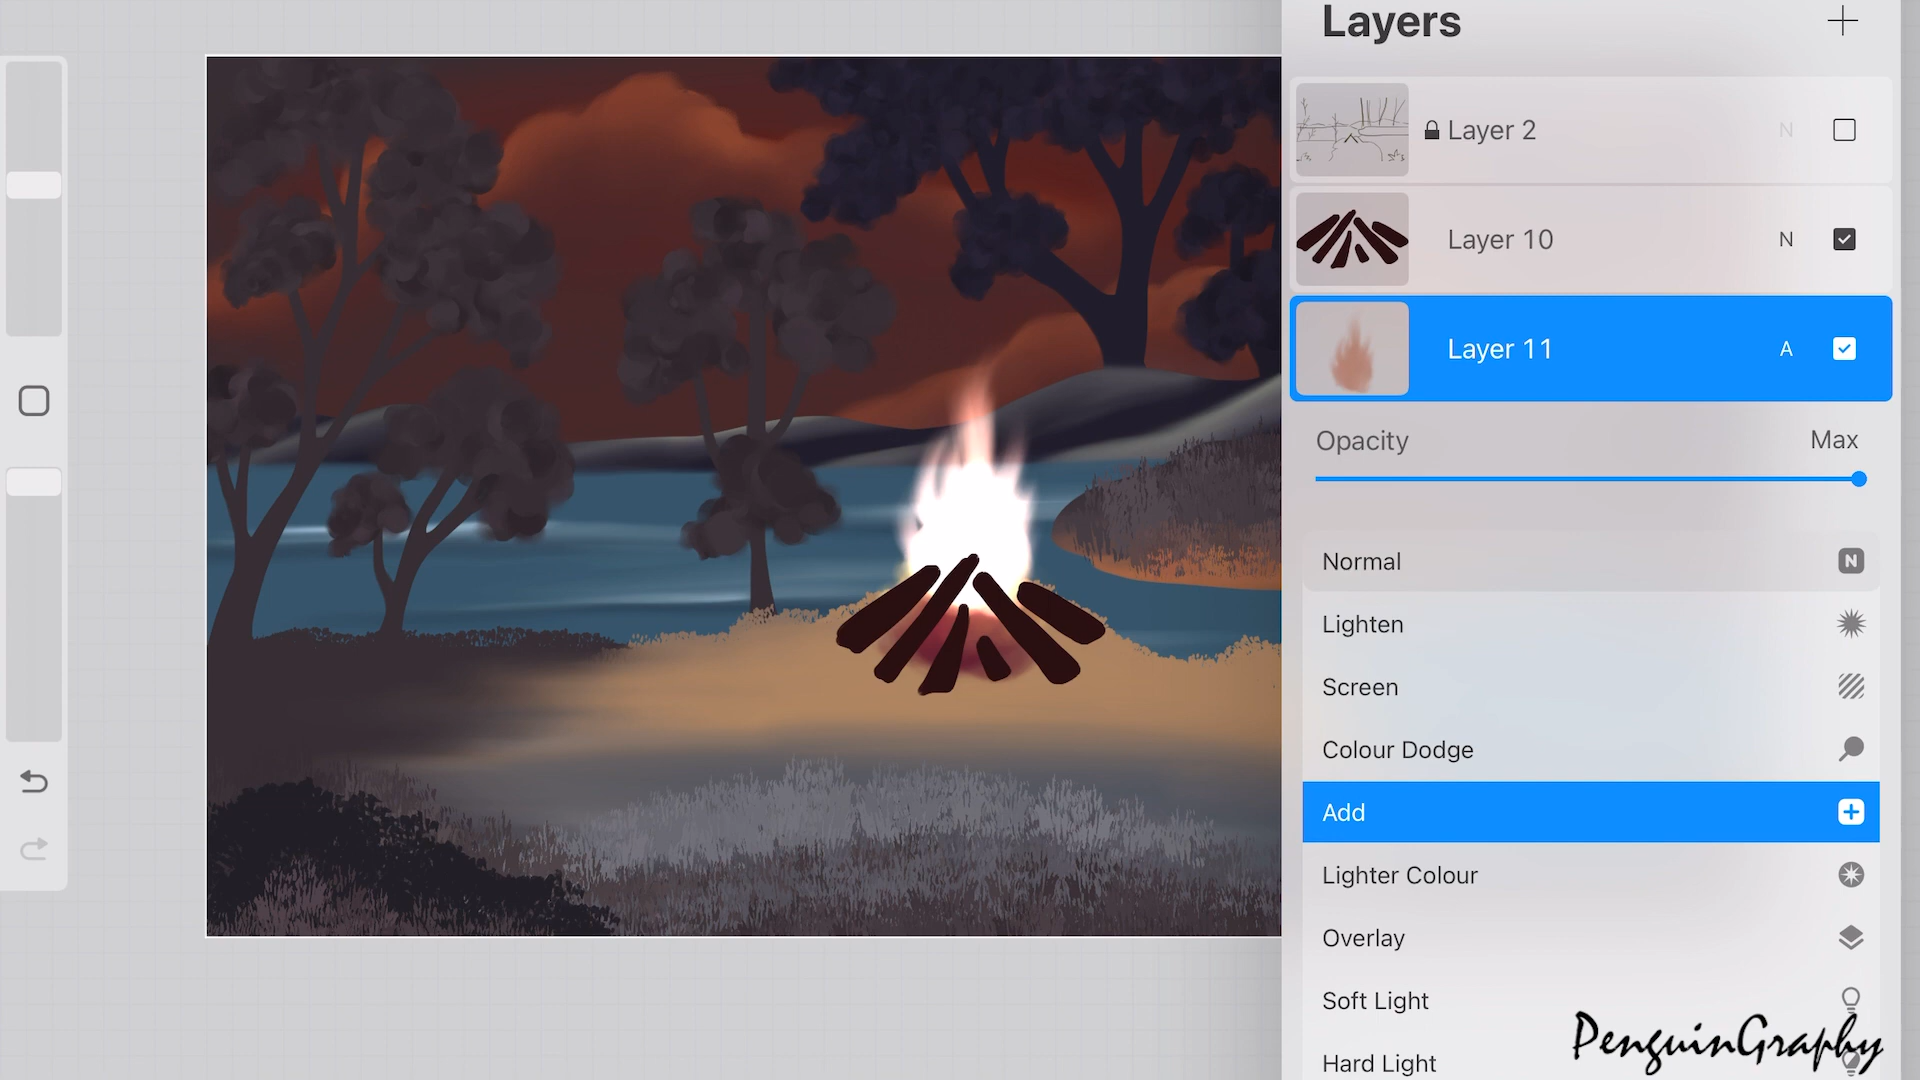 Layers
Layer 2 N
Layer 10 N
Layer 11 A
Opacity Max
Normal N
Lighten
Screen
Colour Dodge
Add
Lighter Colour
Overlay
Soft Light
PenguinGraphy
Hard Light